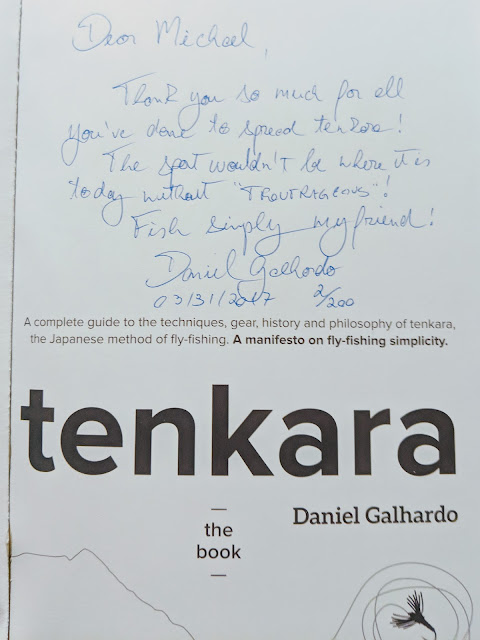 Dear Michael,
Thank you so much for all
you've done to spread tenkara!
The sport wouldn't be where it is
today without "TROUTRAGEOUS"!
Fish simply my friend!
Daniel Galhardo
03/31/2017 2/200
A complete guide to the techniques, gear, history and philosophy of tenkara,
the Japanese method of fly-fishing. A manifesto on fly-fishing simplicity.
tenkara
Daniel Galhardo
the
book